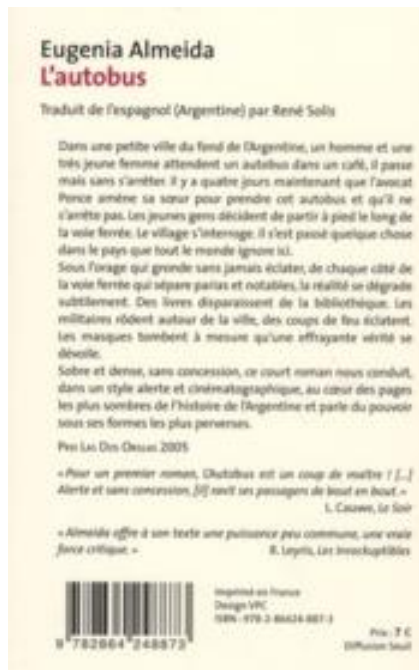 Eugenia Almeida
L'autobus
Traduit de l'espagnol (Argentine) par René Solis
Dans une petite ville du fond de l'Argentine, un homme et une
très jeune femme attendent un autobus dans un café, il passe
mais sans s'arrêter. Il y a quatre jours maintenant que l'avocat
Ponce amène sa sœur pour prendre cet autobus et qu'il ne
s'arrête pas. Les jeunes gens décident de partir à pied le long de
la voie ferrée. Le village s'interroge. Il s'est passé quelque chose
dans le pays que tout le monde ignore ici.
Sous l'orage qui gronde sans jamais éclater, de chaque côté de
la voie ferrée qui sépare parias et notables, la réalité se dégrade
subtilement. Des livres disparaissent de la bibliothèque. Les
militaires rôdent autour de la ville, des coups de feu éclatent.
Les masques tombent à mesure qu'une effrayante vérité se
dévoile.
Sobre et dense, sans concession, ce court roman nous conduit,
dans un style alerte et cinématographique, au cœur des pages
les plus sombres de l'histoire de l'Argentine et parle du pouvoir
sous ses formes les plus perverses.
Prix Las Dos Orillas 2005
« Pour un premier roman, L'Autobus est un coup de maître ! [...]
Alerte et sans concession, [il] ravit ses passagers de bout en bout. »
L. Cauwe, Le Soir
« Almeida offre à son texte une puissance peu commune, une vraie
force critique. » R. Leyris, Les Inrockuptibles
Imprimé en France
Design VPC
ISBN : 978-2-86424-887-3
9 782864 248873
Prix : 7 €
Diffusion Seuil